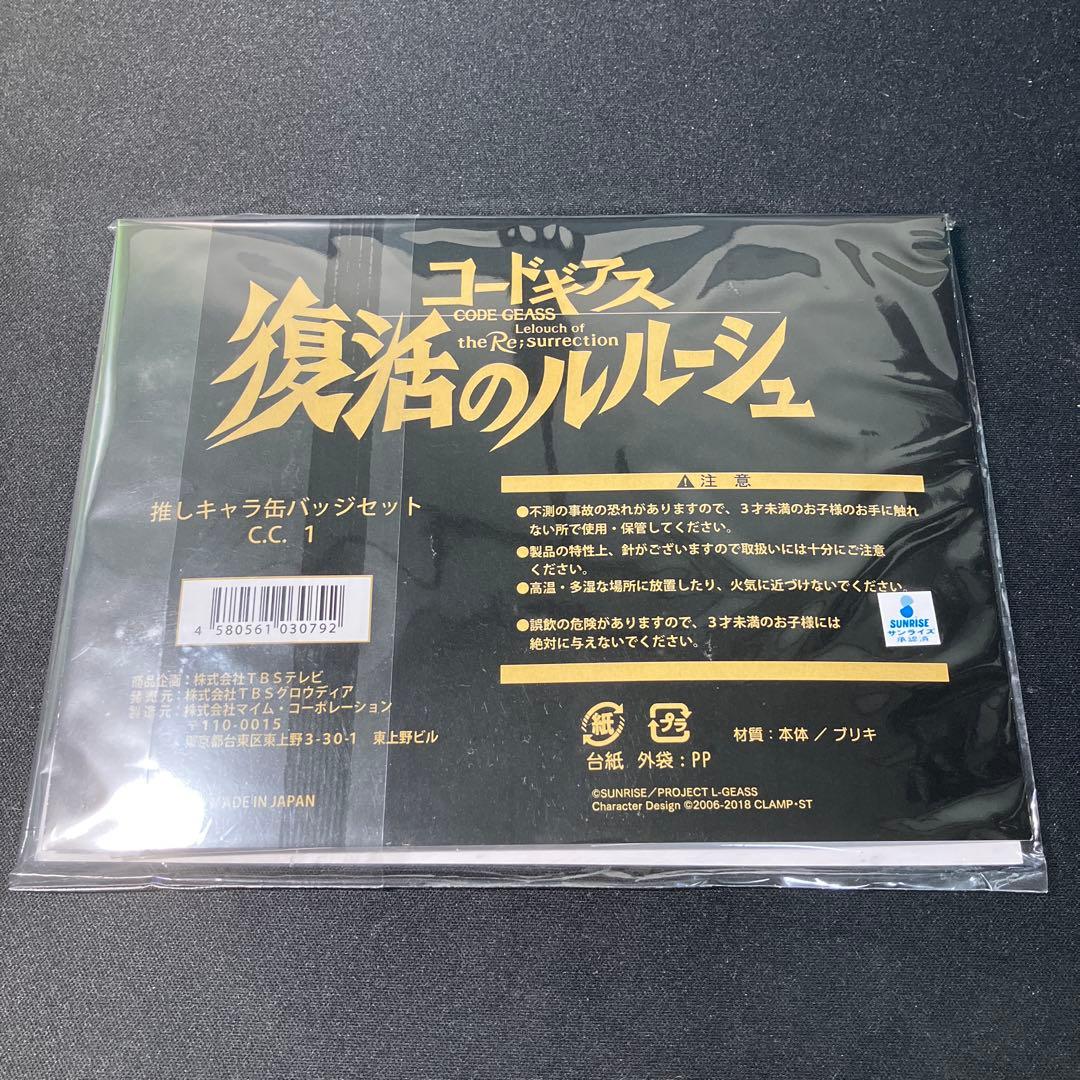 コードギアス
CODE GEASS
Lelouch of
the Re;surrection
復活のルルーシュ
推しキャラ缶バッジセット
C.C. 1
4 580561 030792
商品企画：株式会社TBSテレビ
発売元：株式会社TBSグロウディア
製造元：株式会社マイム・コーポレーション
〒110-0015
東京都台東区東上野3-30-1 東上野ビル
MADE IN JAPAN
注 意
●不測の事故の恐れがありますので、３才未満のお子様のお手に触れ
ない所で使用・保管してください。
●製品の特性上、針がございますので取扱いには十分にご注意
ください。
●高温・多湿な場所に放置したり、火気に近づけないでください。
●誤飲の危険がありますので、３才未満のお子様には
絶対に与えないでください。
SUNRISE
サンライズ
承認済
紙
プラ
台紙 外袋：PP
材質：本体 ／ ブリキ
©SUNRISE／PROJECT L-GEASS
Character Design ©2006-2018 CLAMP・ST